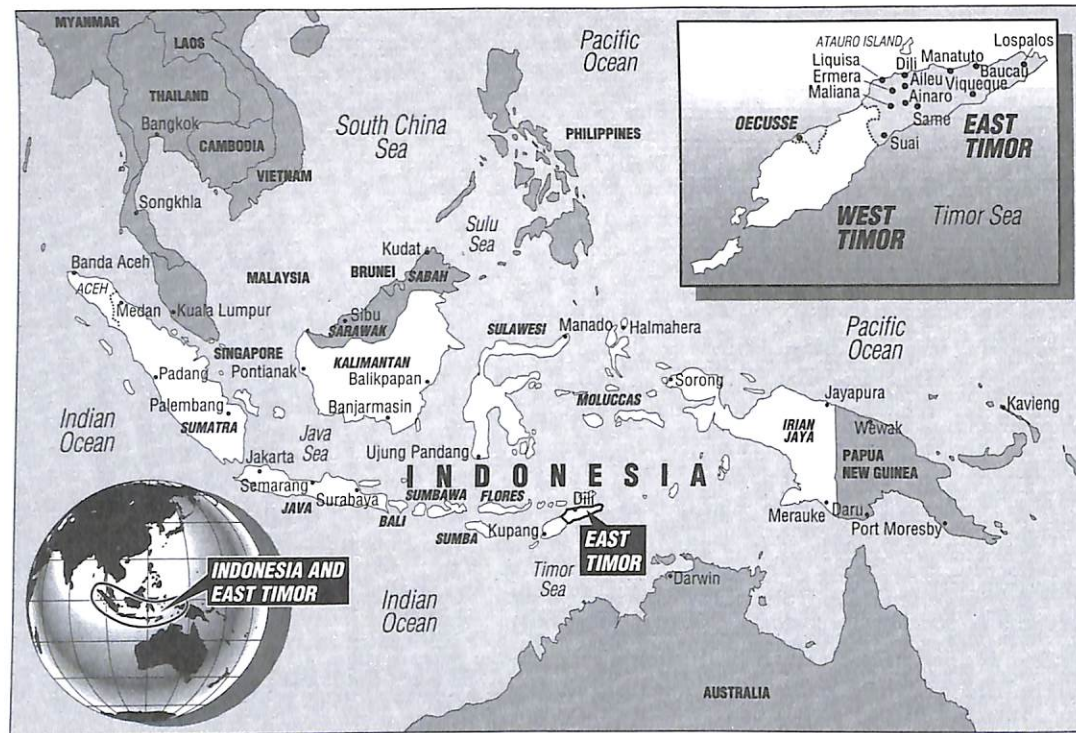 MYANMAR
LAOS
THAILAND
Bangkok
CAMBODIA
VIETNAM
Songkhla
South China
Sea
Pacific
Ocean
PHILIPPINES
Sulu
Sea
Kudat
BRUNEI
SABAH
MALAYSIA
Banda Aceh
ACEH
Medan
Kuala Lumpur
Sibu
SARAWAK
SINGAPORE
Pontianak
KALIMANTAN
Balikpapan
Banjarmasin
Padang
Palembang
SUMATRA
Indian
Ocean
Java
Sea
SULAWESI
Manado
Halmahera
MOLUCCAS
Sorong
Pacific
Ocean
Jayapura
Kavieng
Wewak
IRIAN
JAYA
PAPUA
NEW GUINEA
Ujung Pandang
INDONESIA
Jakarta
Semarang
Surabaya
JAVA
BALI
SUMBAWA
FLORES
SUMBA
Kupang
Dili
EAST
TIMOR
Merauke
Daru
Port Moresby
Timor
Sea
Darwin
Indian
Ocean
AUSTRALIA
INDONESIA AND
EAST TIMOR
ATAURO ISLAND
Lospalos
Liquisa
Dili
Manatuto
Ermera
Aileu
Baucau
Maliana
Viqueque
Ainaro
Same
OECUSSE
Suai
EAST
TIMOR
WEST
TIMOR
Timor Sea